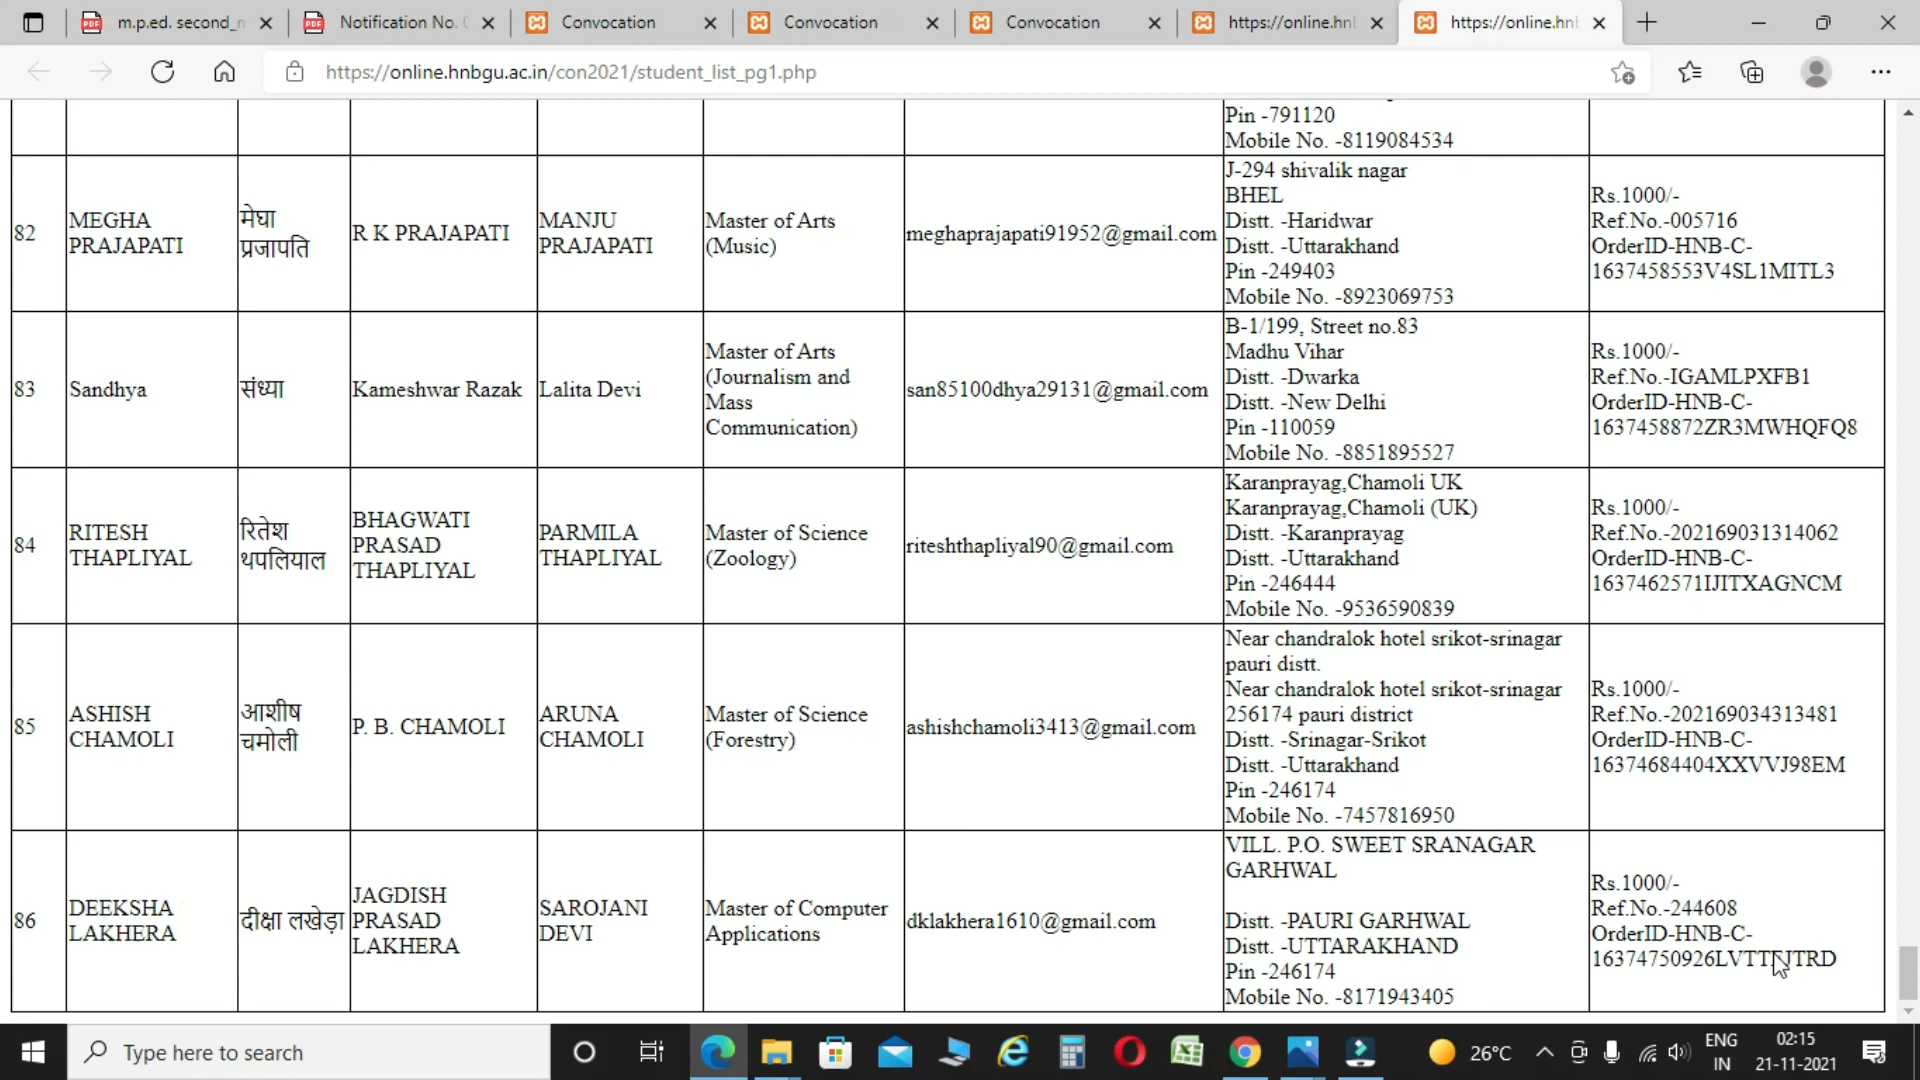 m.p.ed. second_m
Notification No. 0
Convocation
Convocation
Convocation
https://online.hnb
https://online.hnb
https://online.hnbgu.ac.in/con2021/student_list_pg1.php
Pin -791120
Mobile No. -8119084534
82
MEGHA
PRAJAPATI
मेघा
प्रजापति
R K PRAJAPATI
MANJU
PRAJAPATI
Master of Arts
(Music)
meghaprajapati91952@gmail.com
J-294 shivalik nagar
BHEL
Distt. -Haridwar
Distt. -Uttarakhand
Pin -249403
Mobile No. -8923069753
Rs.1000/-
Ref.No.-005716
OrderID-HNB-C-
1637458553V4SL1MITL3
83
Sandhya
संध्या
Kameshwar Razak
Lalita Devi
Master of Arts
(Journalism and
Mass
Communication)
san85100dhya29131@gmail.com
B-1/199, Street no.83
Madhu Vihar
Distt. -Dwarka
Distt. -New Delhi
Pin -110059
Mobile No. -8851895527
Rs.1000/-
Ref.No.-IGAMLPXFB1
OrderID-HNB-C-
1637458872ZR3MWHQFQ8
84
RITESH
THAPLIYAL
रितेश
थपलियाल
BHAGWATI
PRASAD
THAPLIYAL
PARMILA
THAPLIYAL
Master of Science
(Zoology)
riteshthapliyal90@gmail.com
Karanprayag,Chamoli UK
Karanprayag,Chamoli (UK)
Distt. -Karanprayag
Distt. -Uttarakhand
Pin -246444
Mobile No. -9536590839
Rs.1000/-
Ref.No.-202169031314062
OrderID-HNB-C-
1637462571IJITXAGNCM
85
ASHISH
CHAMOLI
आशीष
चमोली
P. B. CHAMOLI
ARUNA
CHAMOLI
Master of Science
(Forestry)
ashishchamoli3413@gmail.com
Near chandralok hotel srikot-srinagar
pauri distt.
Near chandralok hotel srikot-srinagar
256174 pauri district
Distt. -Srinagar-Srikot
Distt. -Uttarakhand
Pin -246174
Mobile No. -7457816950
Rs.1000/-
Ref.No.-202169034313481
OrderID-HNB-C-
16374684404XXVVJ98EM
86
DEEKSHA
LAKHERA
दीक्षा लखेड़ा
JAGDISH
PRASAD
LAKHERA
SAROJANI
DEVI
Master of Computer
Applications
dklakhera1610@gmail.com
VILL. P.O. SWEET SRANAGAR
GARHWAL
Distt. -PAURI GARHWAL
Distt. -UTTARAKHAND
Pin -246174
Mobile No. -8171943405
Rs.1000/-
Ref.No.-244608
OrderID-HNB-C-
Type here to search
26°C
ENG
IN
02:15
21-11-2021